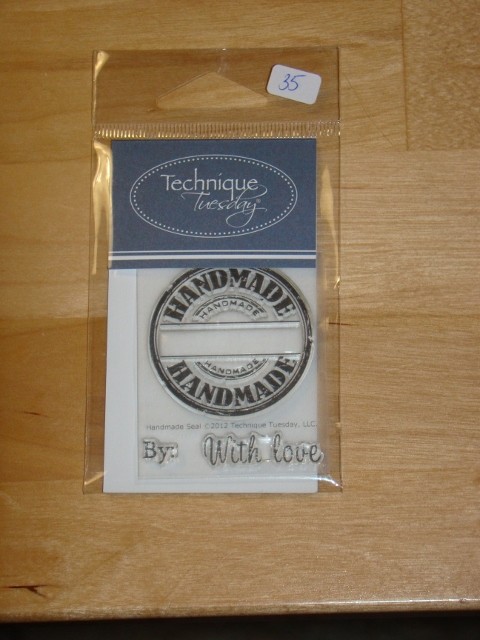 35
Technique
Tuesday®
HANDMADE
HANDMADE
HANDMADE
HANDMADE
Handmade Seal ©2012 Technique Tuesday, LLC.
By: With love